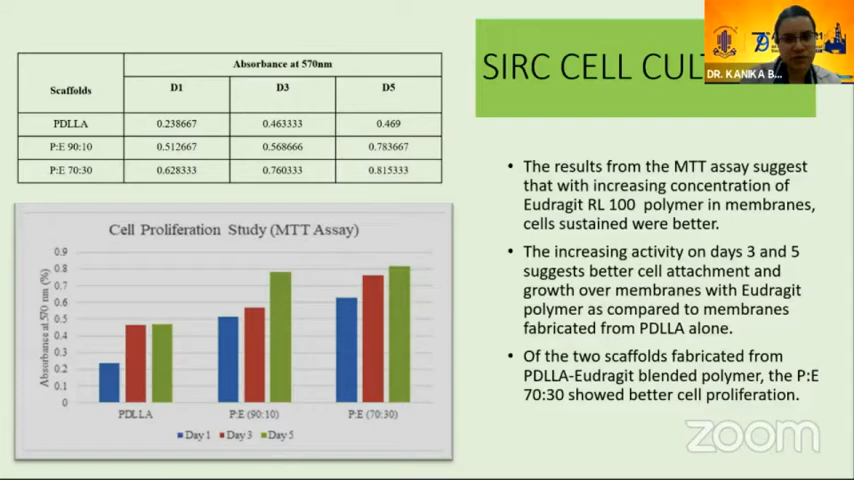 Scaffolds
Absorbance at 570nm
D1 D3 D5
PDLLA 0.238667 0.463333 0.469
P:E 90:10 0.512667 0.568666 0.783667
P:E 70:30 0.628333 0.760333 0.815333
Cell Proliferation Study (MTT Assay)
Absorbance at 570 nm (%)
0.9
0.8
0.7
0.6
0.5
0.4
0.3
0.2
0.1
0
PDLLA P:E (90:10) P:E (70:30)
Day 1 Day 3 Day 5
SIRC CELL
DR. KANIKA B...
• The results from the MTT assay suggest
that with increasing concentration of
Eudragit RL 100 polymer in membranes,
cells sustained were better.
• The increasing activity on days 3 and 5
suggests better cell attachment and
growth over membranes with Eudragit
polymer as compared to membranes
fabricated from PDLLA alone.
• Of the two scaffolds fabricated from
PDLLA-Eudragit blended polymer, the P:E
70:30 showed better cell proliferation.
zoom